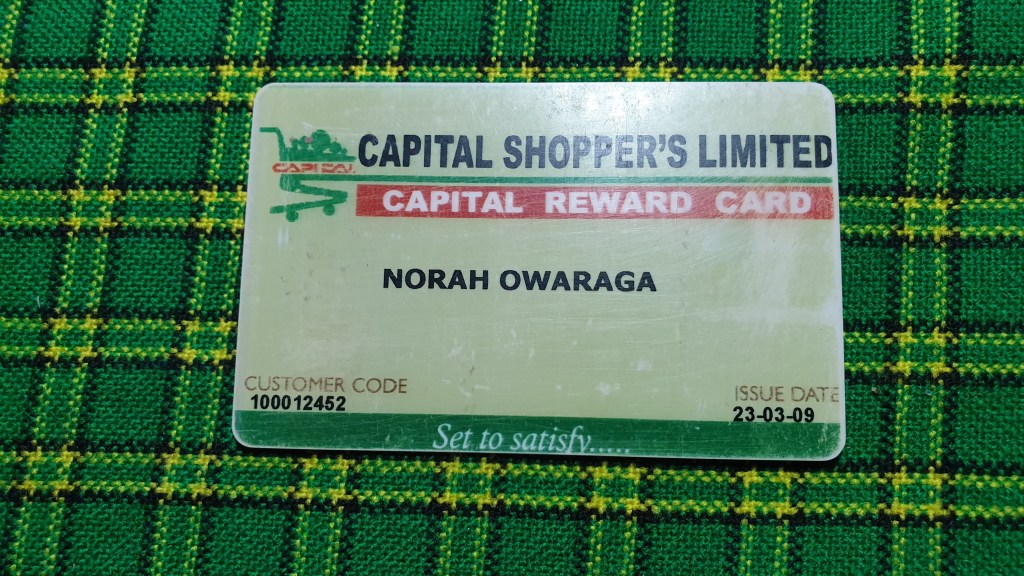 CAPITAL SHOPPER'S LIMITED
CAPITAL
CAPITAL REWARD CARD
NORAH OWARAGA
CUSTOMER CODE
100012452
ISSUE DATE
23-03-09
Set to satisfy.....